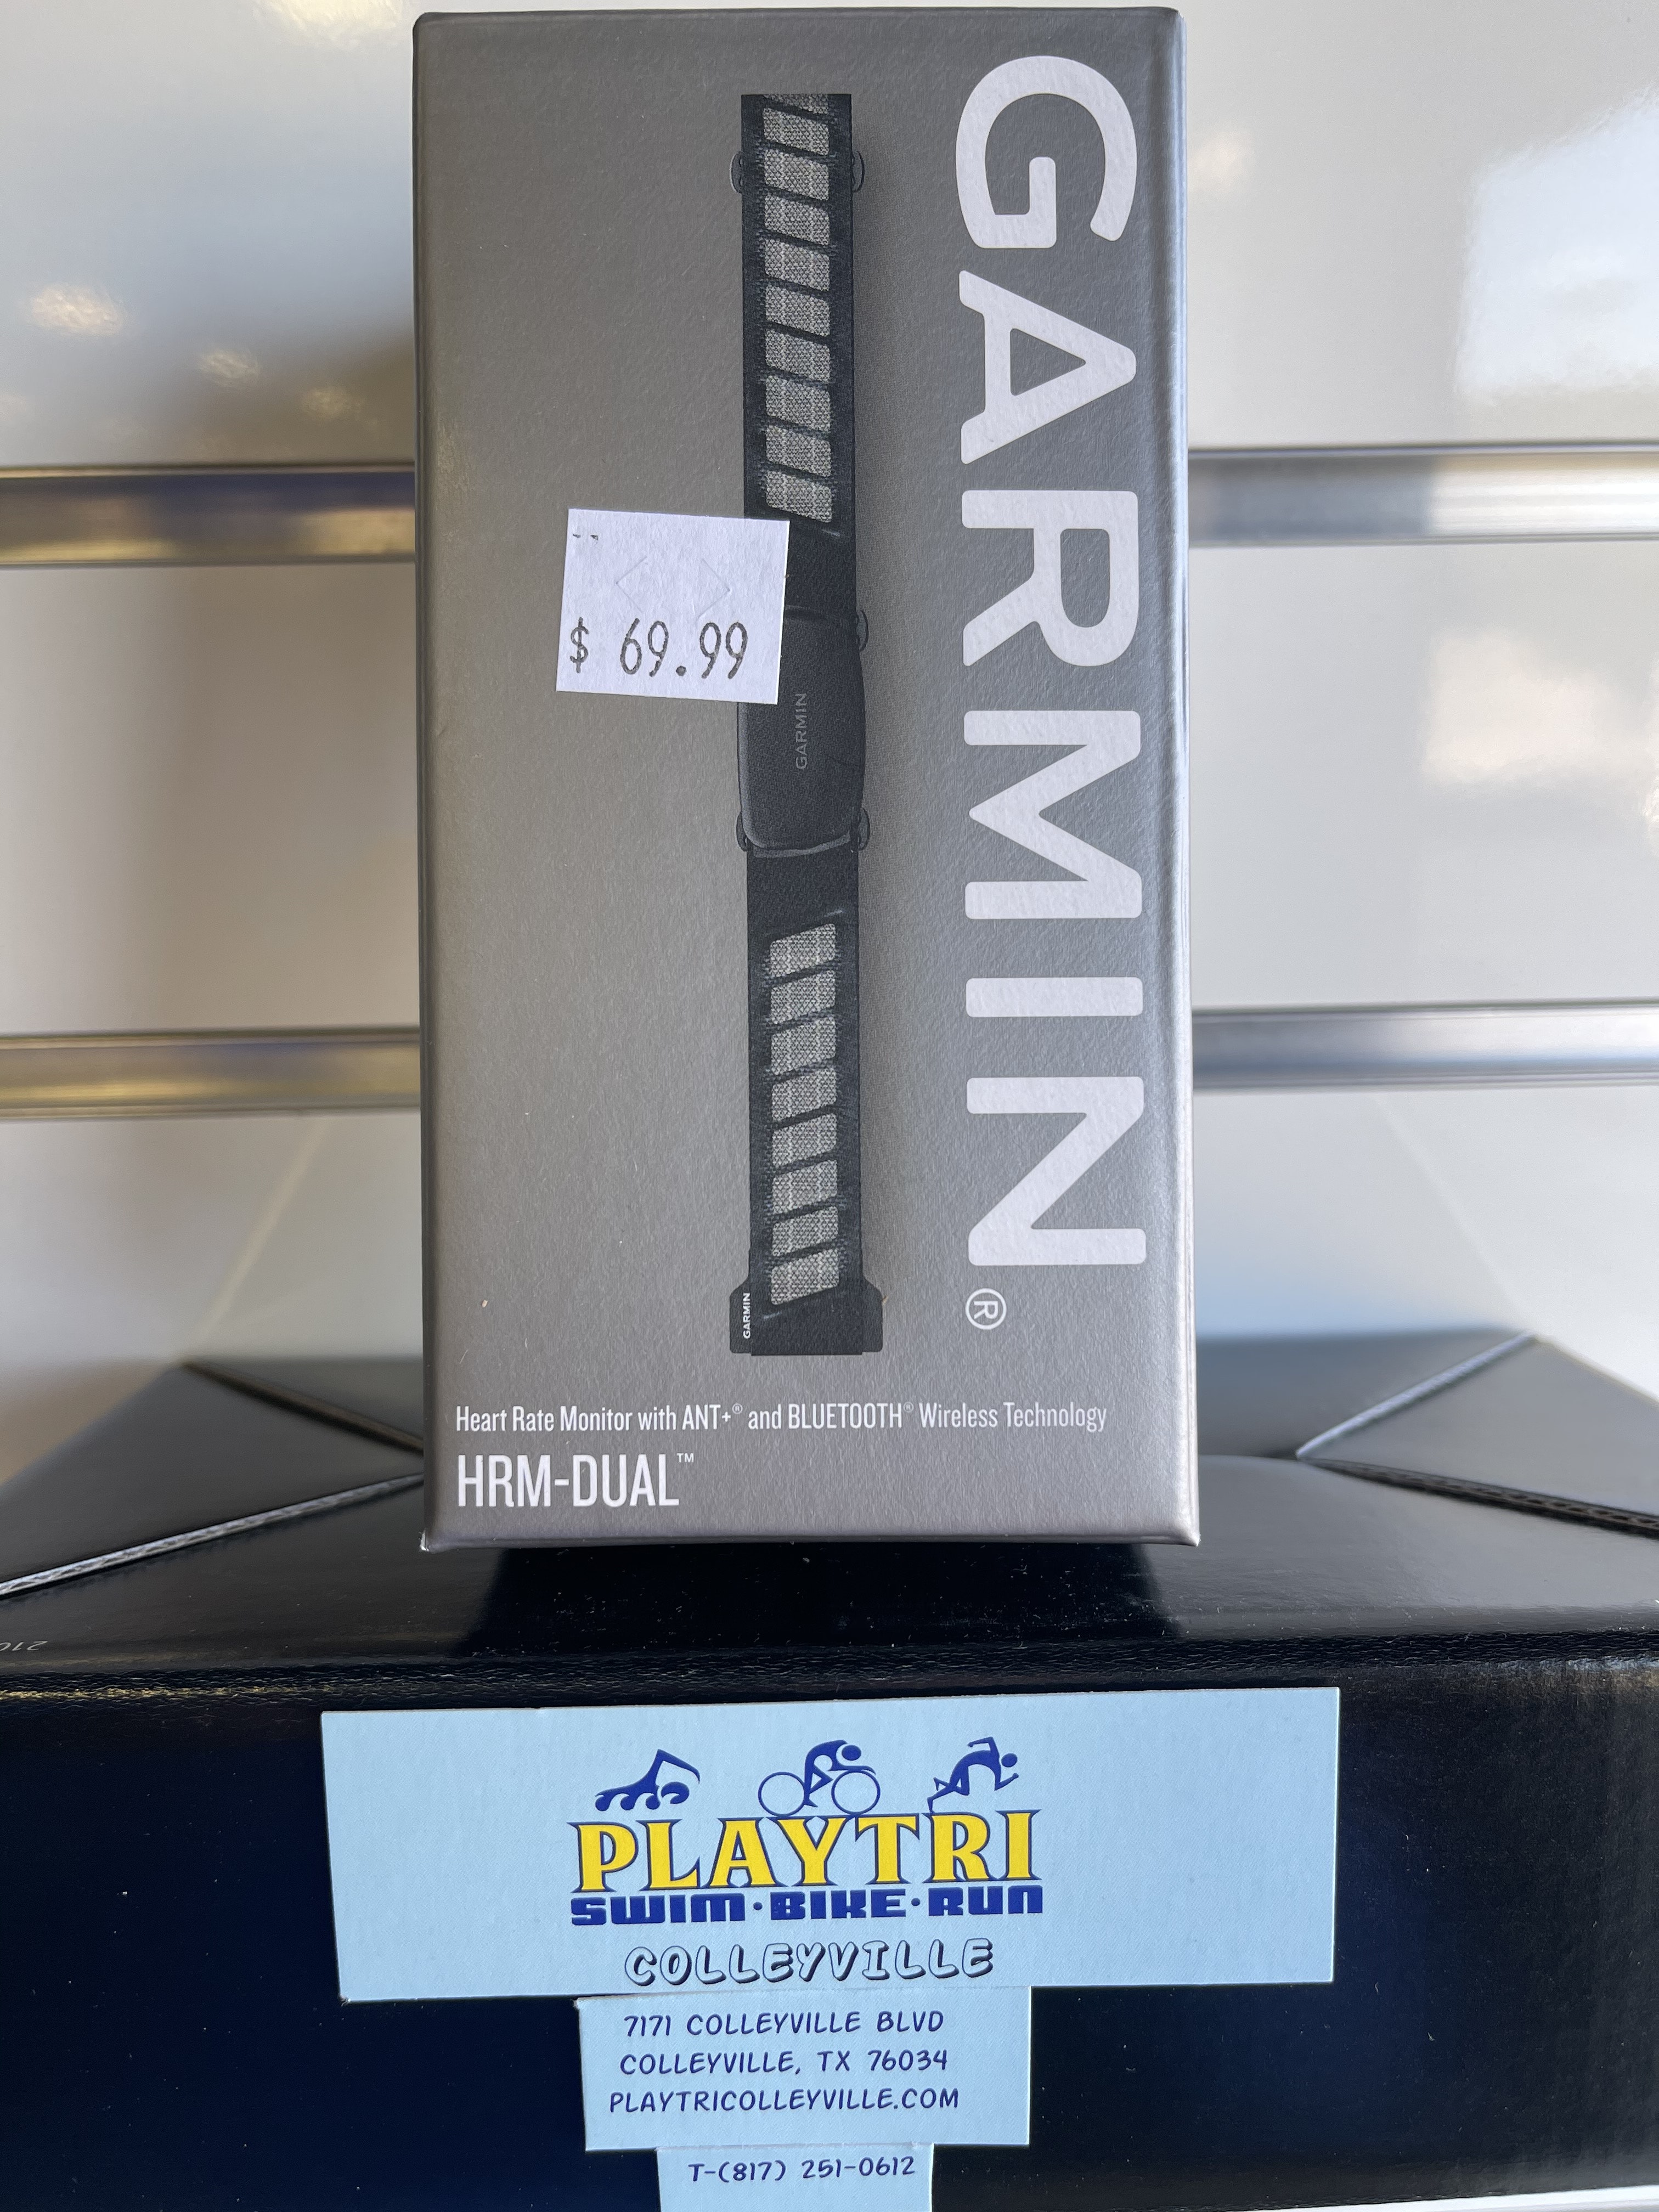 GARMIN®
$ 69.99
GARMIN
GARMIN
Heart Rate Monitor with ANT+® and BLUETOOTH® Wireless Technology
HRM-DUAL™
PLAYTRI
SWIM·BIKE·RUN
COLLEYVILLE
7171 COLLEYVILLE BLVD
COLLEYVILLE, TX 76034
PLAYTRICOLLEYVILLE.COM
T-(817) 251-0612